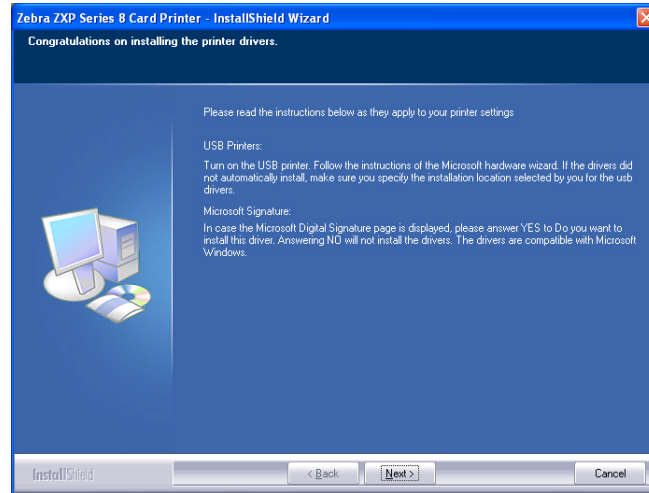 Zebra ZXP Series 8 Card Printer - InstallShield Wizard
Congratulations on installing the printer drivers.
Please read the instructions below as they apply to your printer settings
USB Printers:
Turn on the USB printer. Follow the instructions of the Microsoft hardware wizard. If the drivers did
not automatically install, make sure you specify the installation location selected by you for the usb
drivers.
Microsoft Signature:
In case the Microsoft Digital Signature page is displayed, please answer YES to Do you want to
install this driver. Answering NO will not install the drivers. The drivers are compatible with Microsoft
Windows.
InstallShield
< Back
Next >
Cancel